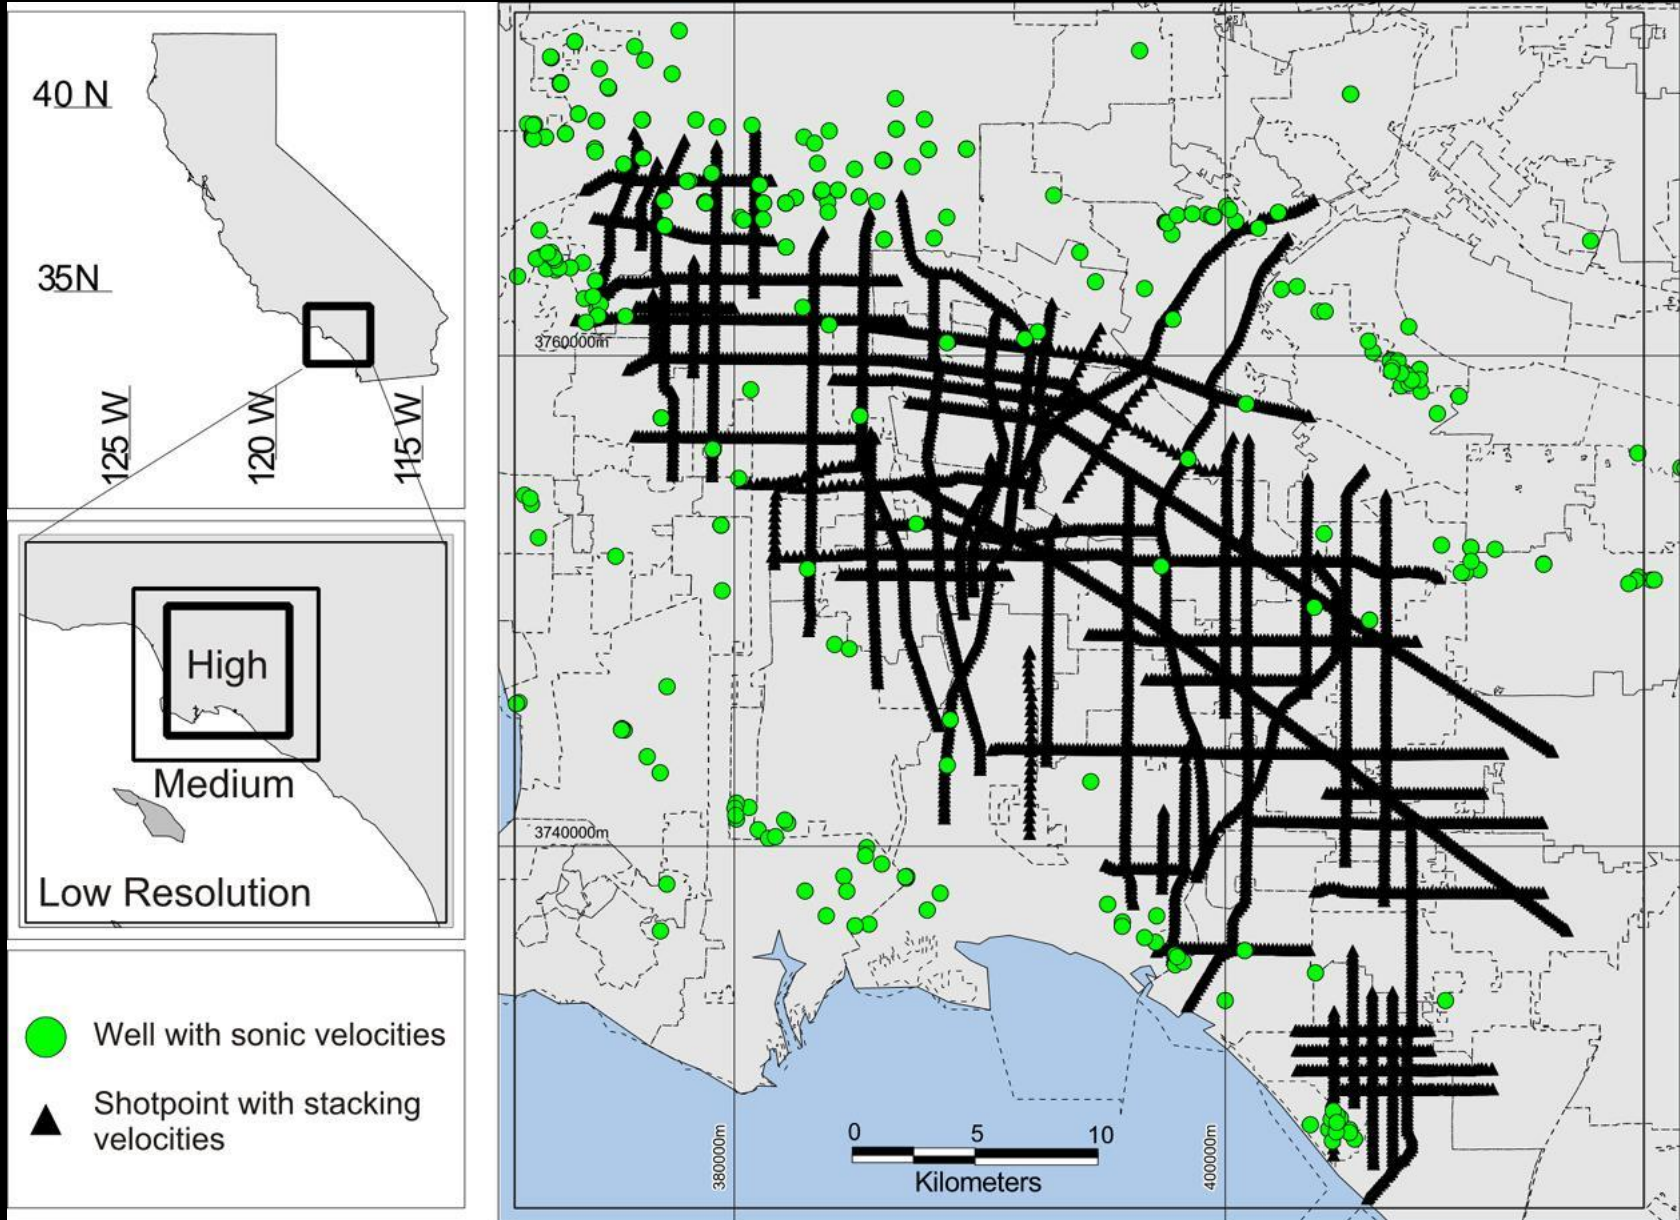 40 N
35N
125 W
120 W
115 W
High
Medium
Low Resolution
Well with sonic velocities
Shotpoint with stacking
velocities
3760000m
3740000m
380000m
400000m
0 5 10
Kilometers